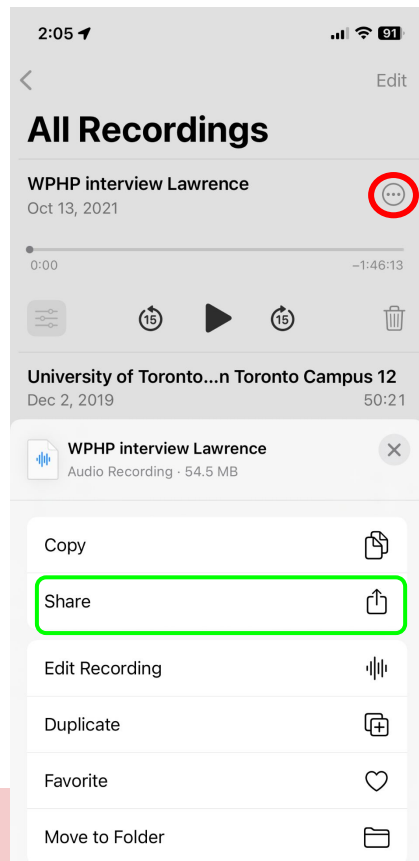 2:05 91
Edit
All Recordings
WPHP interview Lawrence
Oct 13, 2021
0:00 −1:46:13
15 15
University of Toronto...n Toronto Campus 12
Dec 2, 2019 50:21
WPHP interview Lawrence
Audio Recording · 54.5 MB
Copy
Share
Edit Recording
Duplicate
Favorite
Move to Folder